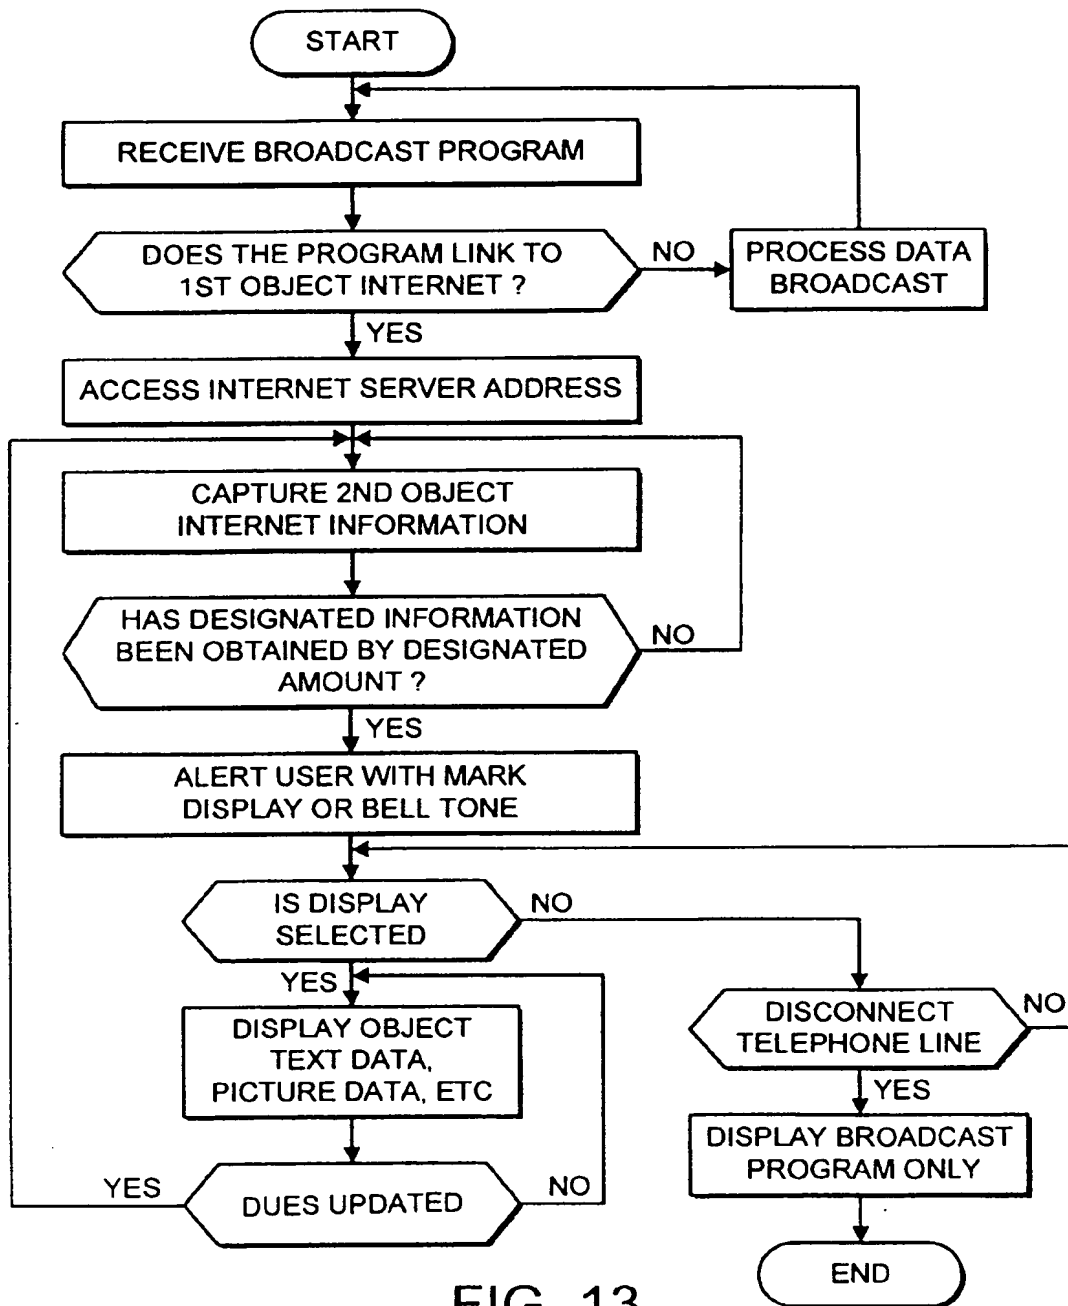 START
RECEIVE BROADCAST PROGRAM
DOES THE PROGRAM LINK TO
1ST OBJECT INTERNET ?
NO
PROCESS DATA
BROADCAST
YES
ACCESS INTERNET SERVER ADDRESS
CAPTURE 2ND OBJECT
INTERNET INFORMATION
HAS DESIGNATED INFORMATION
BEEN OBTAINED BY DESIGNATED
AMOUNT ?
NO
YES
ALERT USER WITH MARK
DISPLAY OR BELL TONE
IS DISPLAY
SELECTED
NO
YES
DISPLAY OBJECT
TEXT DATA,
PICTURE DATA, ETC
DISCONNECT
TELEPHONE LINE
NO
YES
DISPLAY BROADCAST
PROGRAM ONLY
YES
DUES UPDATED
NO
END
FIG. 13